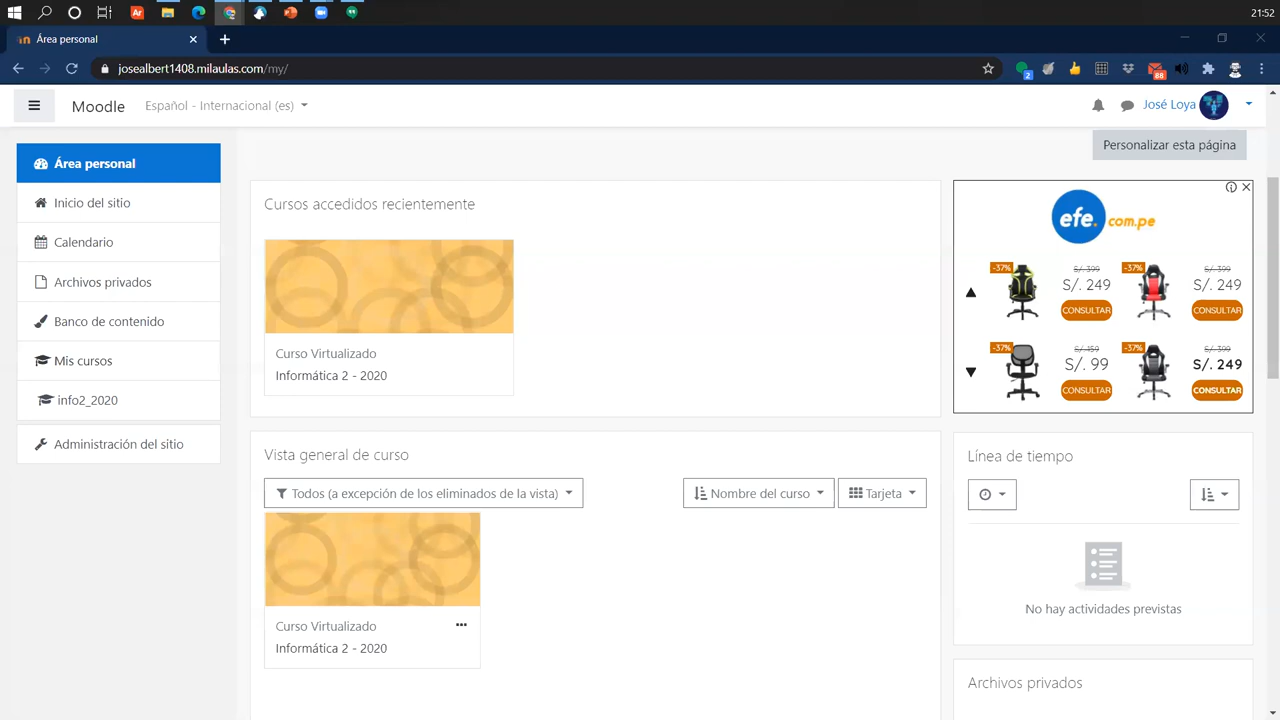 21:52
Área personal
josealbert1408.milaulas.com/my/
2
88
Moodle
Español - Internacional (es)
José Loya
Personalizar esta página
Área personal
Inicio del sitio
Calendario
Archivos privados
Banco de contenido
Mis cursos
info2_2020
Administración del sitio
Cursos accedidos recientemente
Curso Virtualizado
Informática 2 - 2020
efe. com.pe
-37% S/. 399 -37% S/. 399
S/. 249 S/. 249
CONSULTAR CONSULTAR
-37% S/. 159 -37% S/. 399
S/. 99 S/. 249
CONSULTAR CONSULTAR
Vista general de curso
Todos (a excepción de los eliminados de la vista)
Nombre del curso
Tarjeta
Curso Virtualizado
Informática 2 - 2020
Línea de tiempo
No hay actividades previstas
Archivos privados